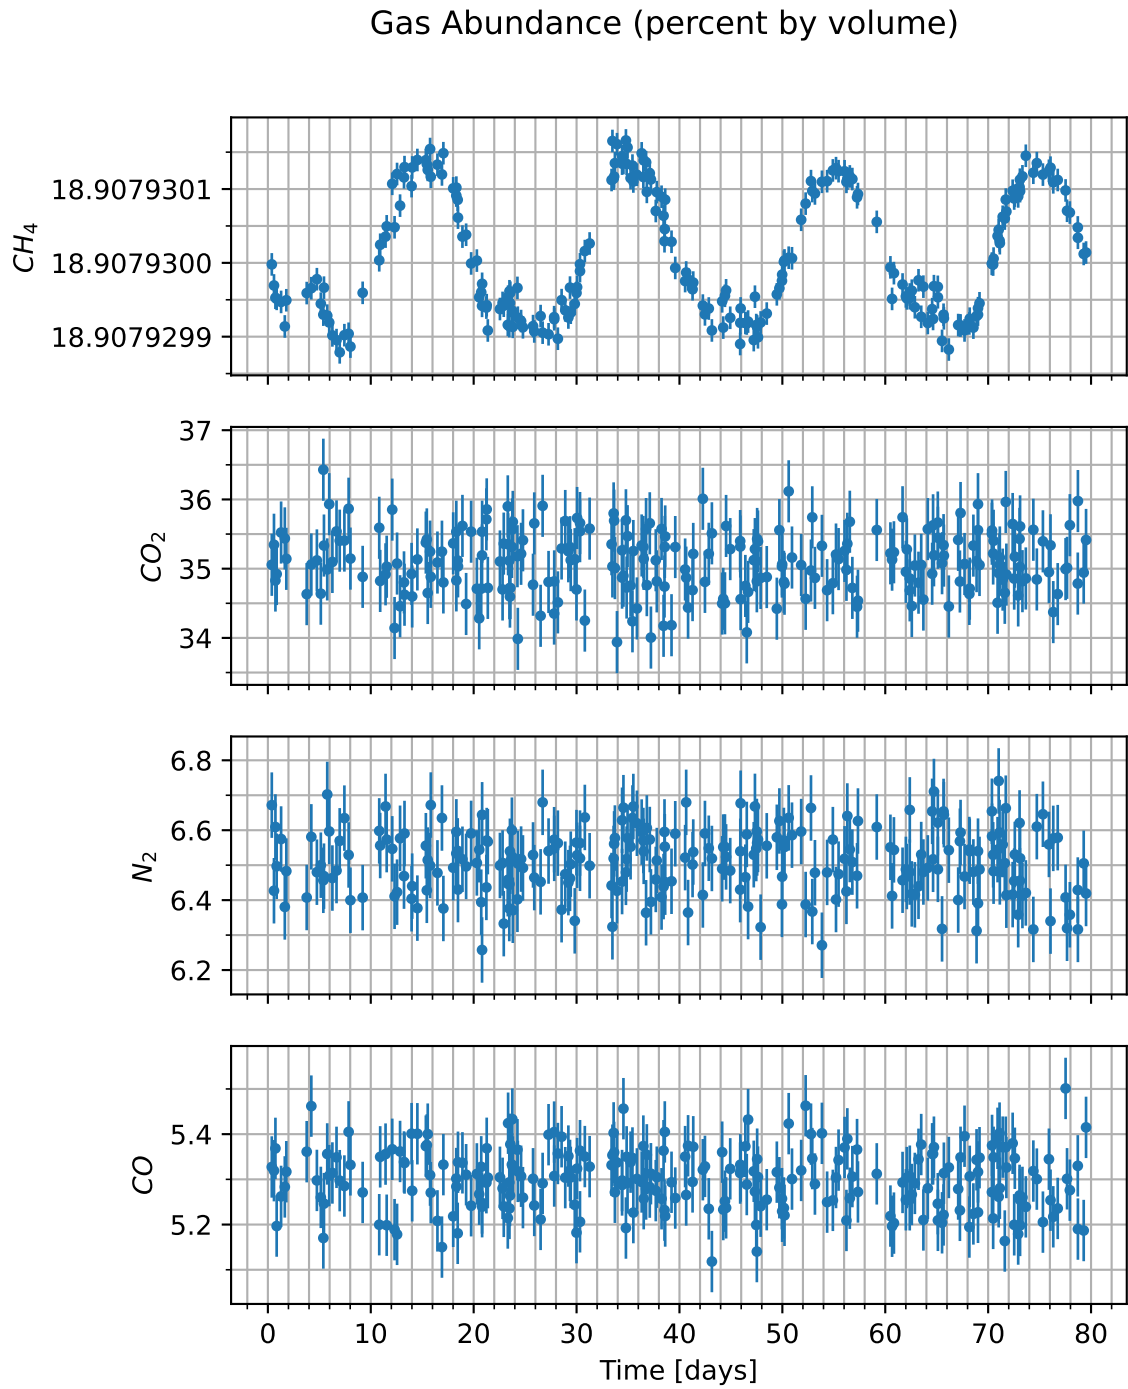 Gas Abundance (percent by volume)
CH₄
18.9079301
18.9079300
18.9079299
CO₂
37
36
35
34
N₂
6.8
6.6
6.4
6.2
CO
5.4
5.2
0 10 20 30 40 50 60 70 80
Time [days]